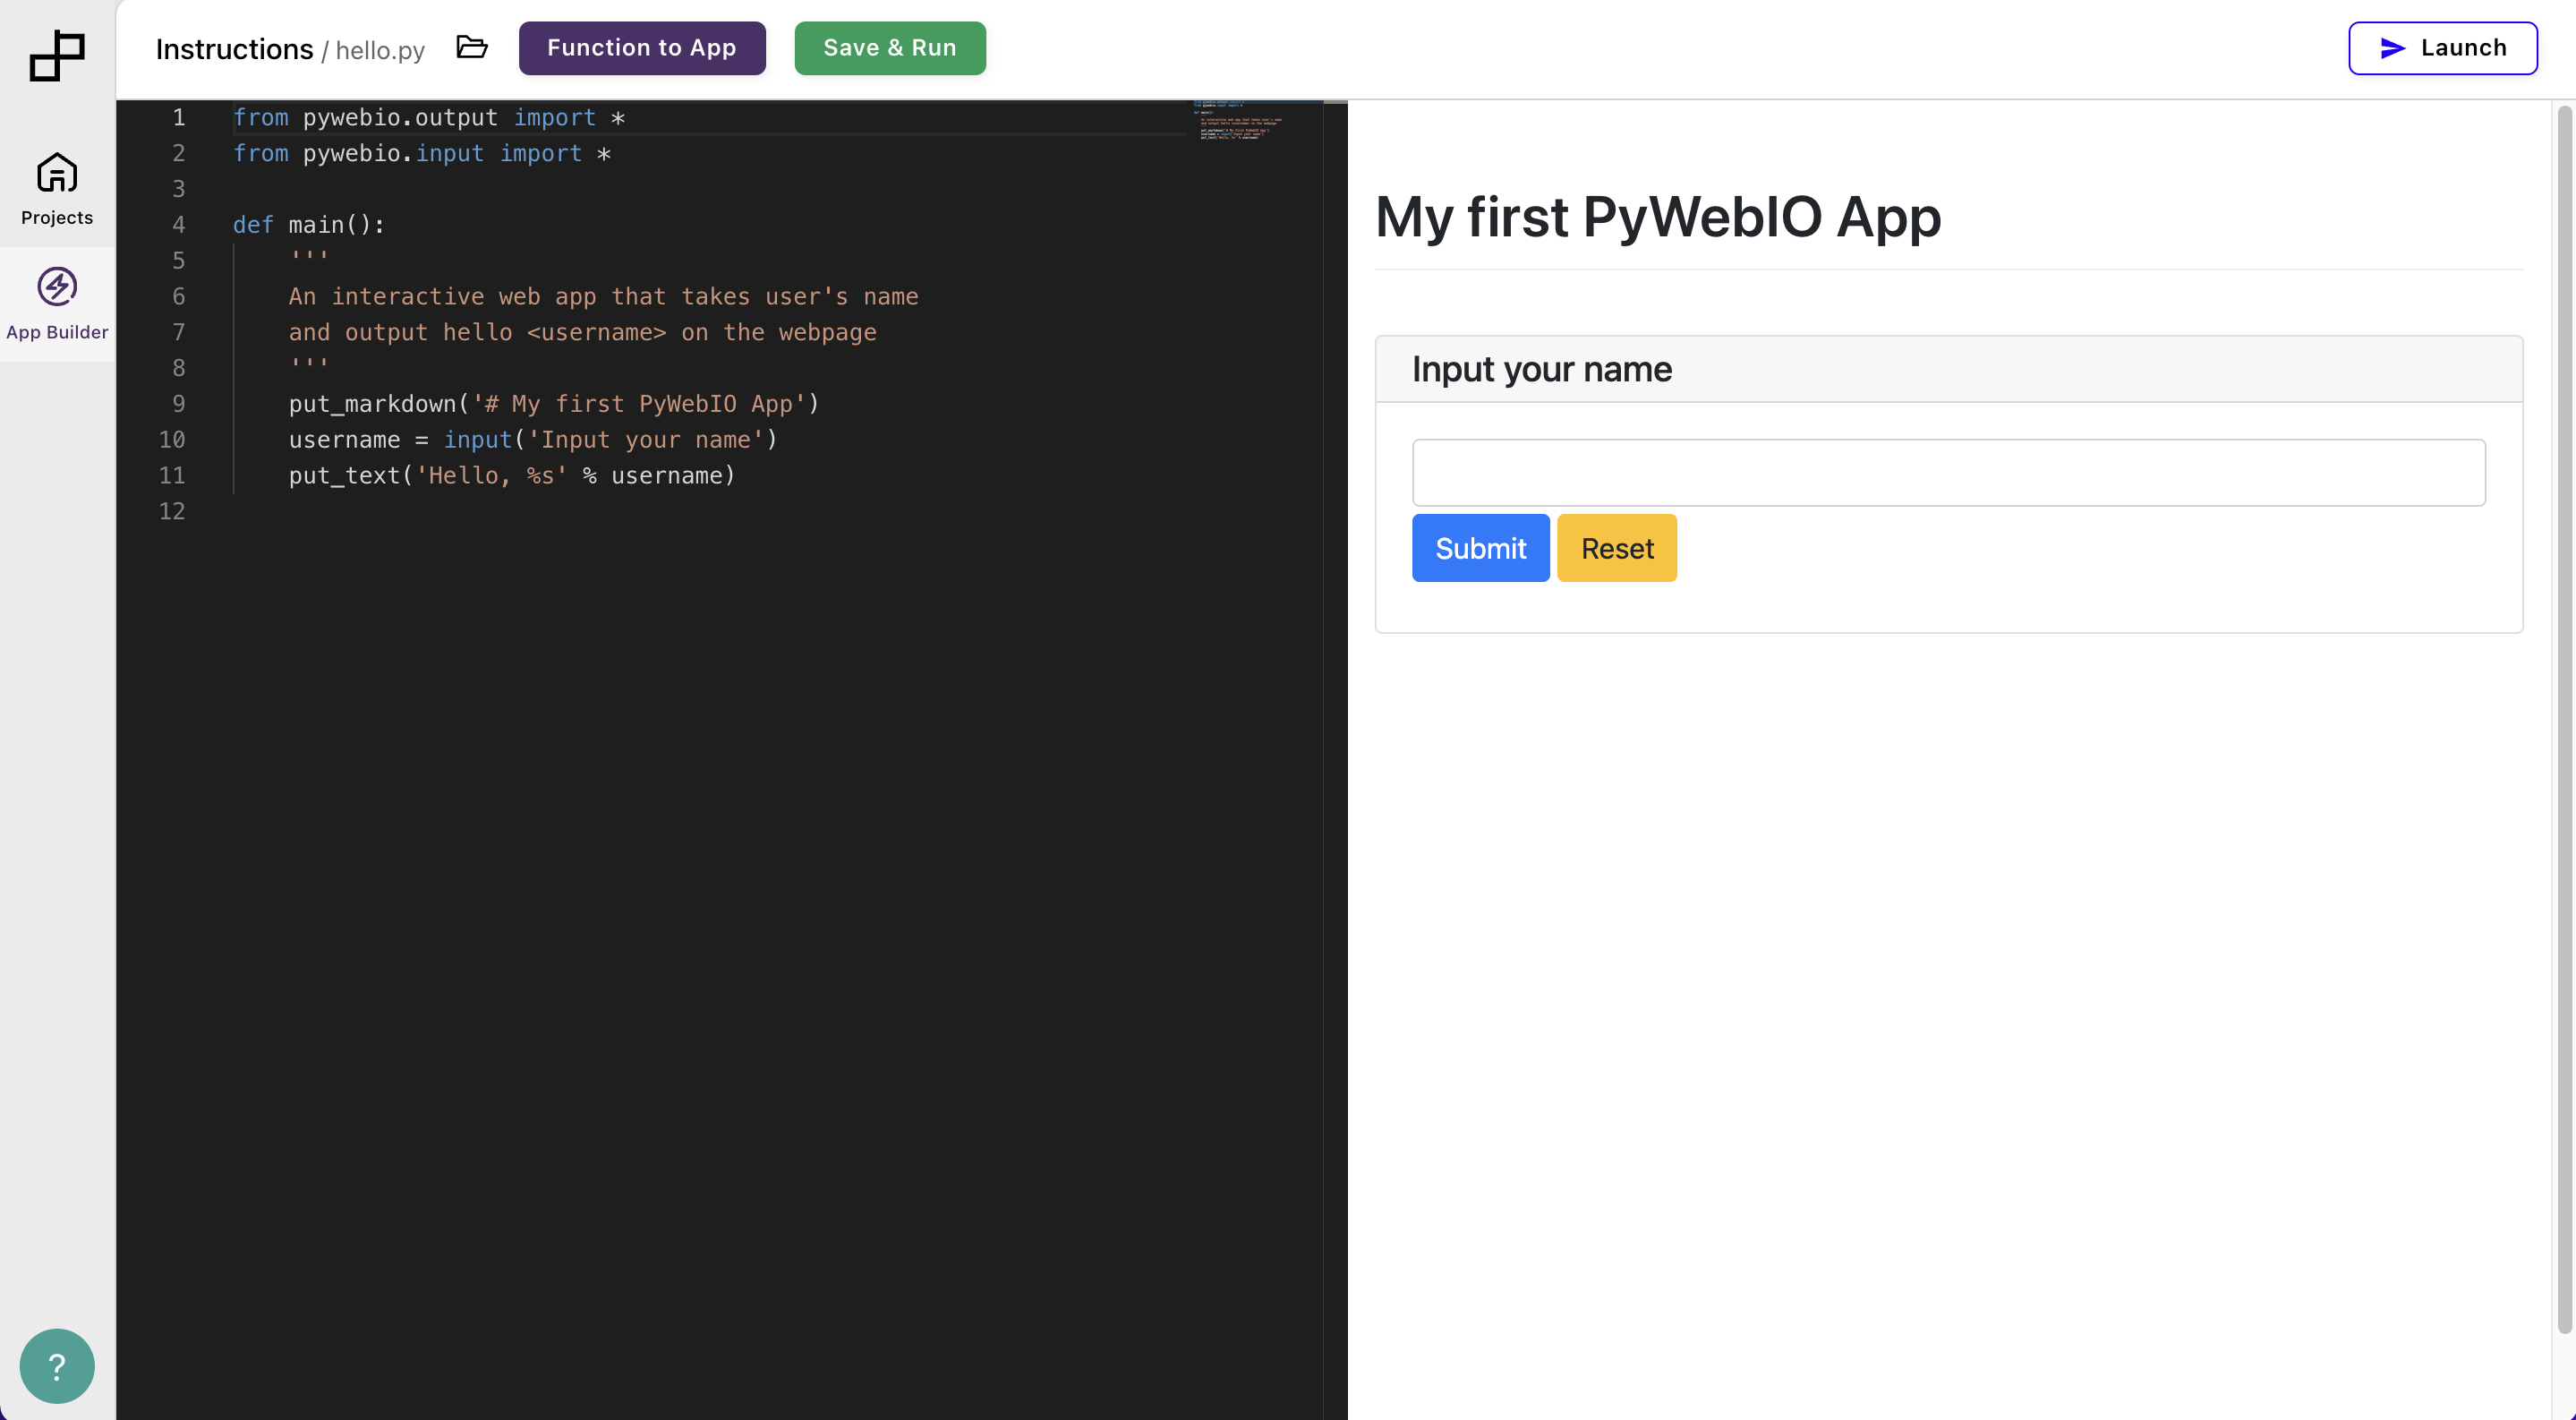 Instructions / hello.py
Function to App
Save & Run
Launch
Projects
App Builder
?
1 from pywebio.output import *
2 from pywebio.input import *
3
4 def main():
5 '''
6 An interactive web app that takes user's name
7 and output hello <username> on the webpage
8 '''
9 put_markdown('# My first PyWebIO App')
10 username = input('Input your name')
11 put_text('Hello, %s' % username)
12
My first PyWebIO App
Input your name
Submit
Reset